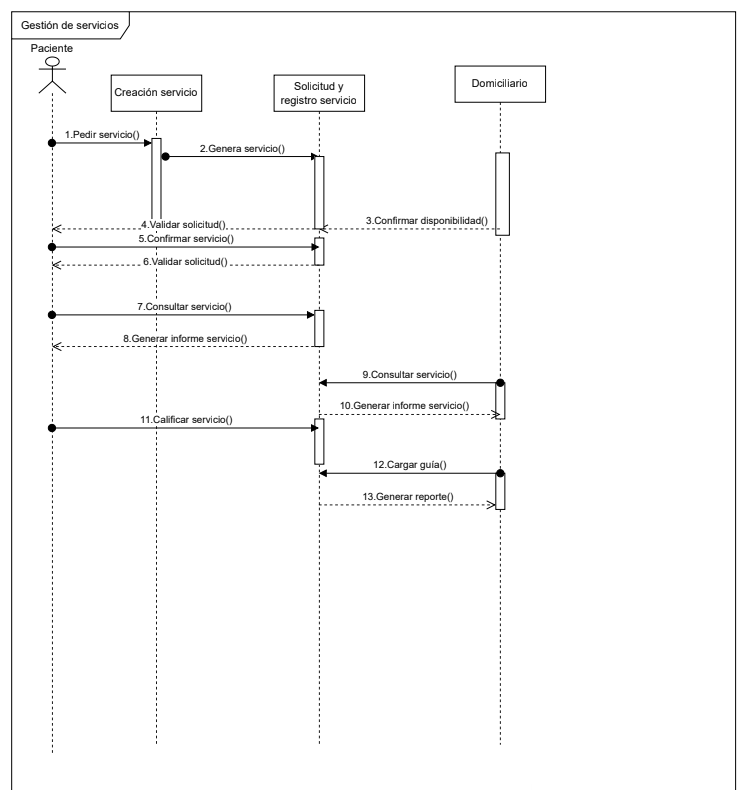 Gestión de servicios
Paciente
Creación servicio
Solicitud y
registro servicio
Domiciliario
1.Pedir servicio()
2.Genera servicio()
3.Confirmar disponibilidad()
4.Validar solicitud()
5.Confirmar servicio()
6.Validar solicitud()
7.Consultar servicio()
8.Generar informe servicio()
9.Consultar servicio()
10.Generar informe servicio()
11.Calificar servicio()
12.Cargar guía()
13.Generar reporte()